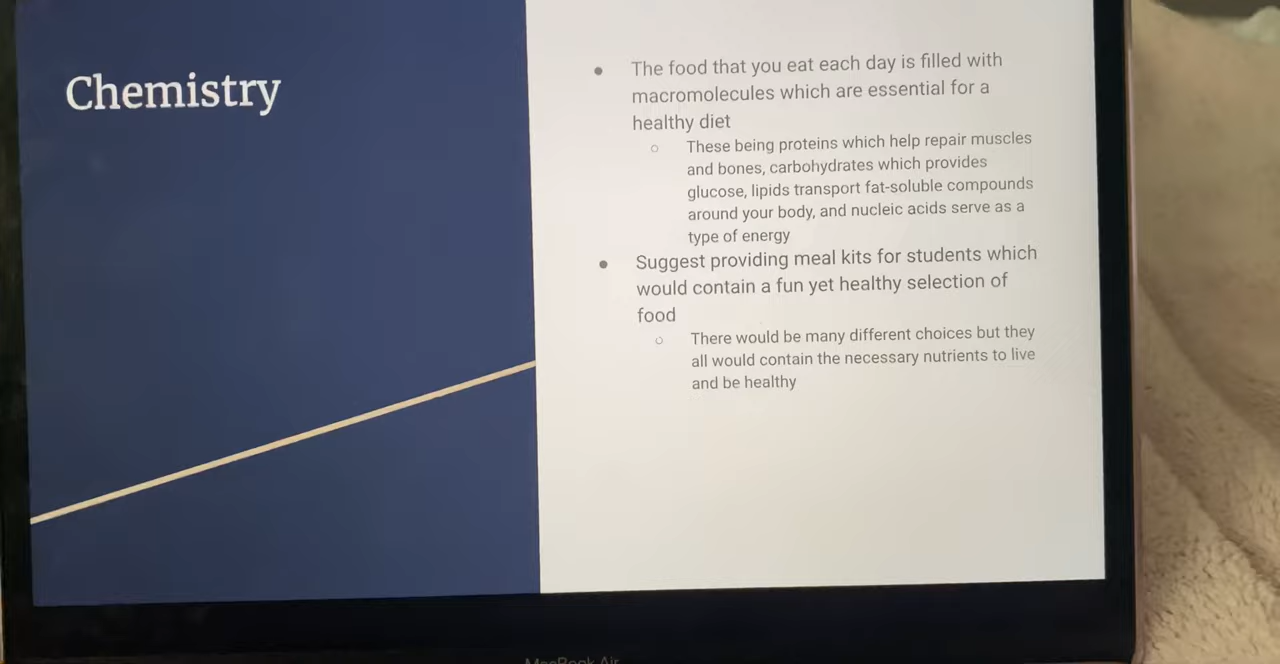 Chemistry
● The food that you eat each day is filled with
macromolecules which are essential for a
healthy diet
○ These being proteins which help repair muscles
and bones, carbohydrates which provides
glucose, lipids transport fat-soluble compounds
around your body, and nucleic acids serve as a
type of energy
● Suggest providing meal kits for students which
would contain a fun yet healthy selection of
food
○ There would be many different choices but they
all would contain the necessary nutrients to live
and be healthy
MacBook Air